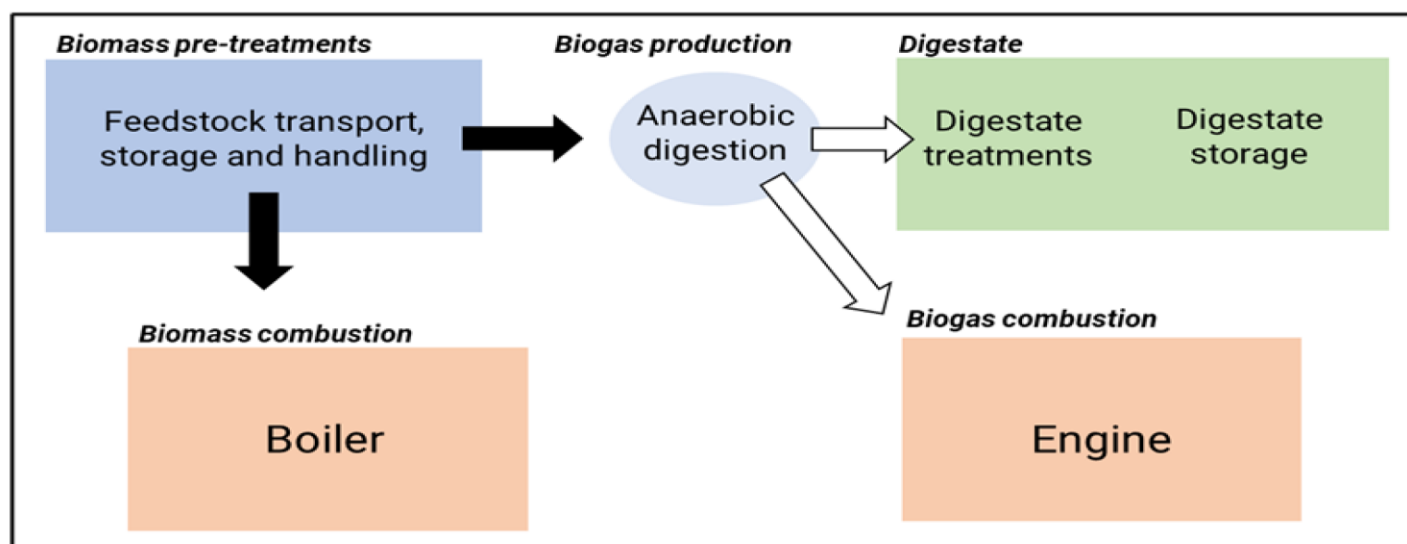 Biomass pre-treatments
Feedstock transport,
storage and handling
Biogas production
Anaerobic
digestion
Digestate
Digestate
treatments
Digestate
storage
Biomass combustion
Boiler
Biogas combustion
Engine